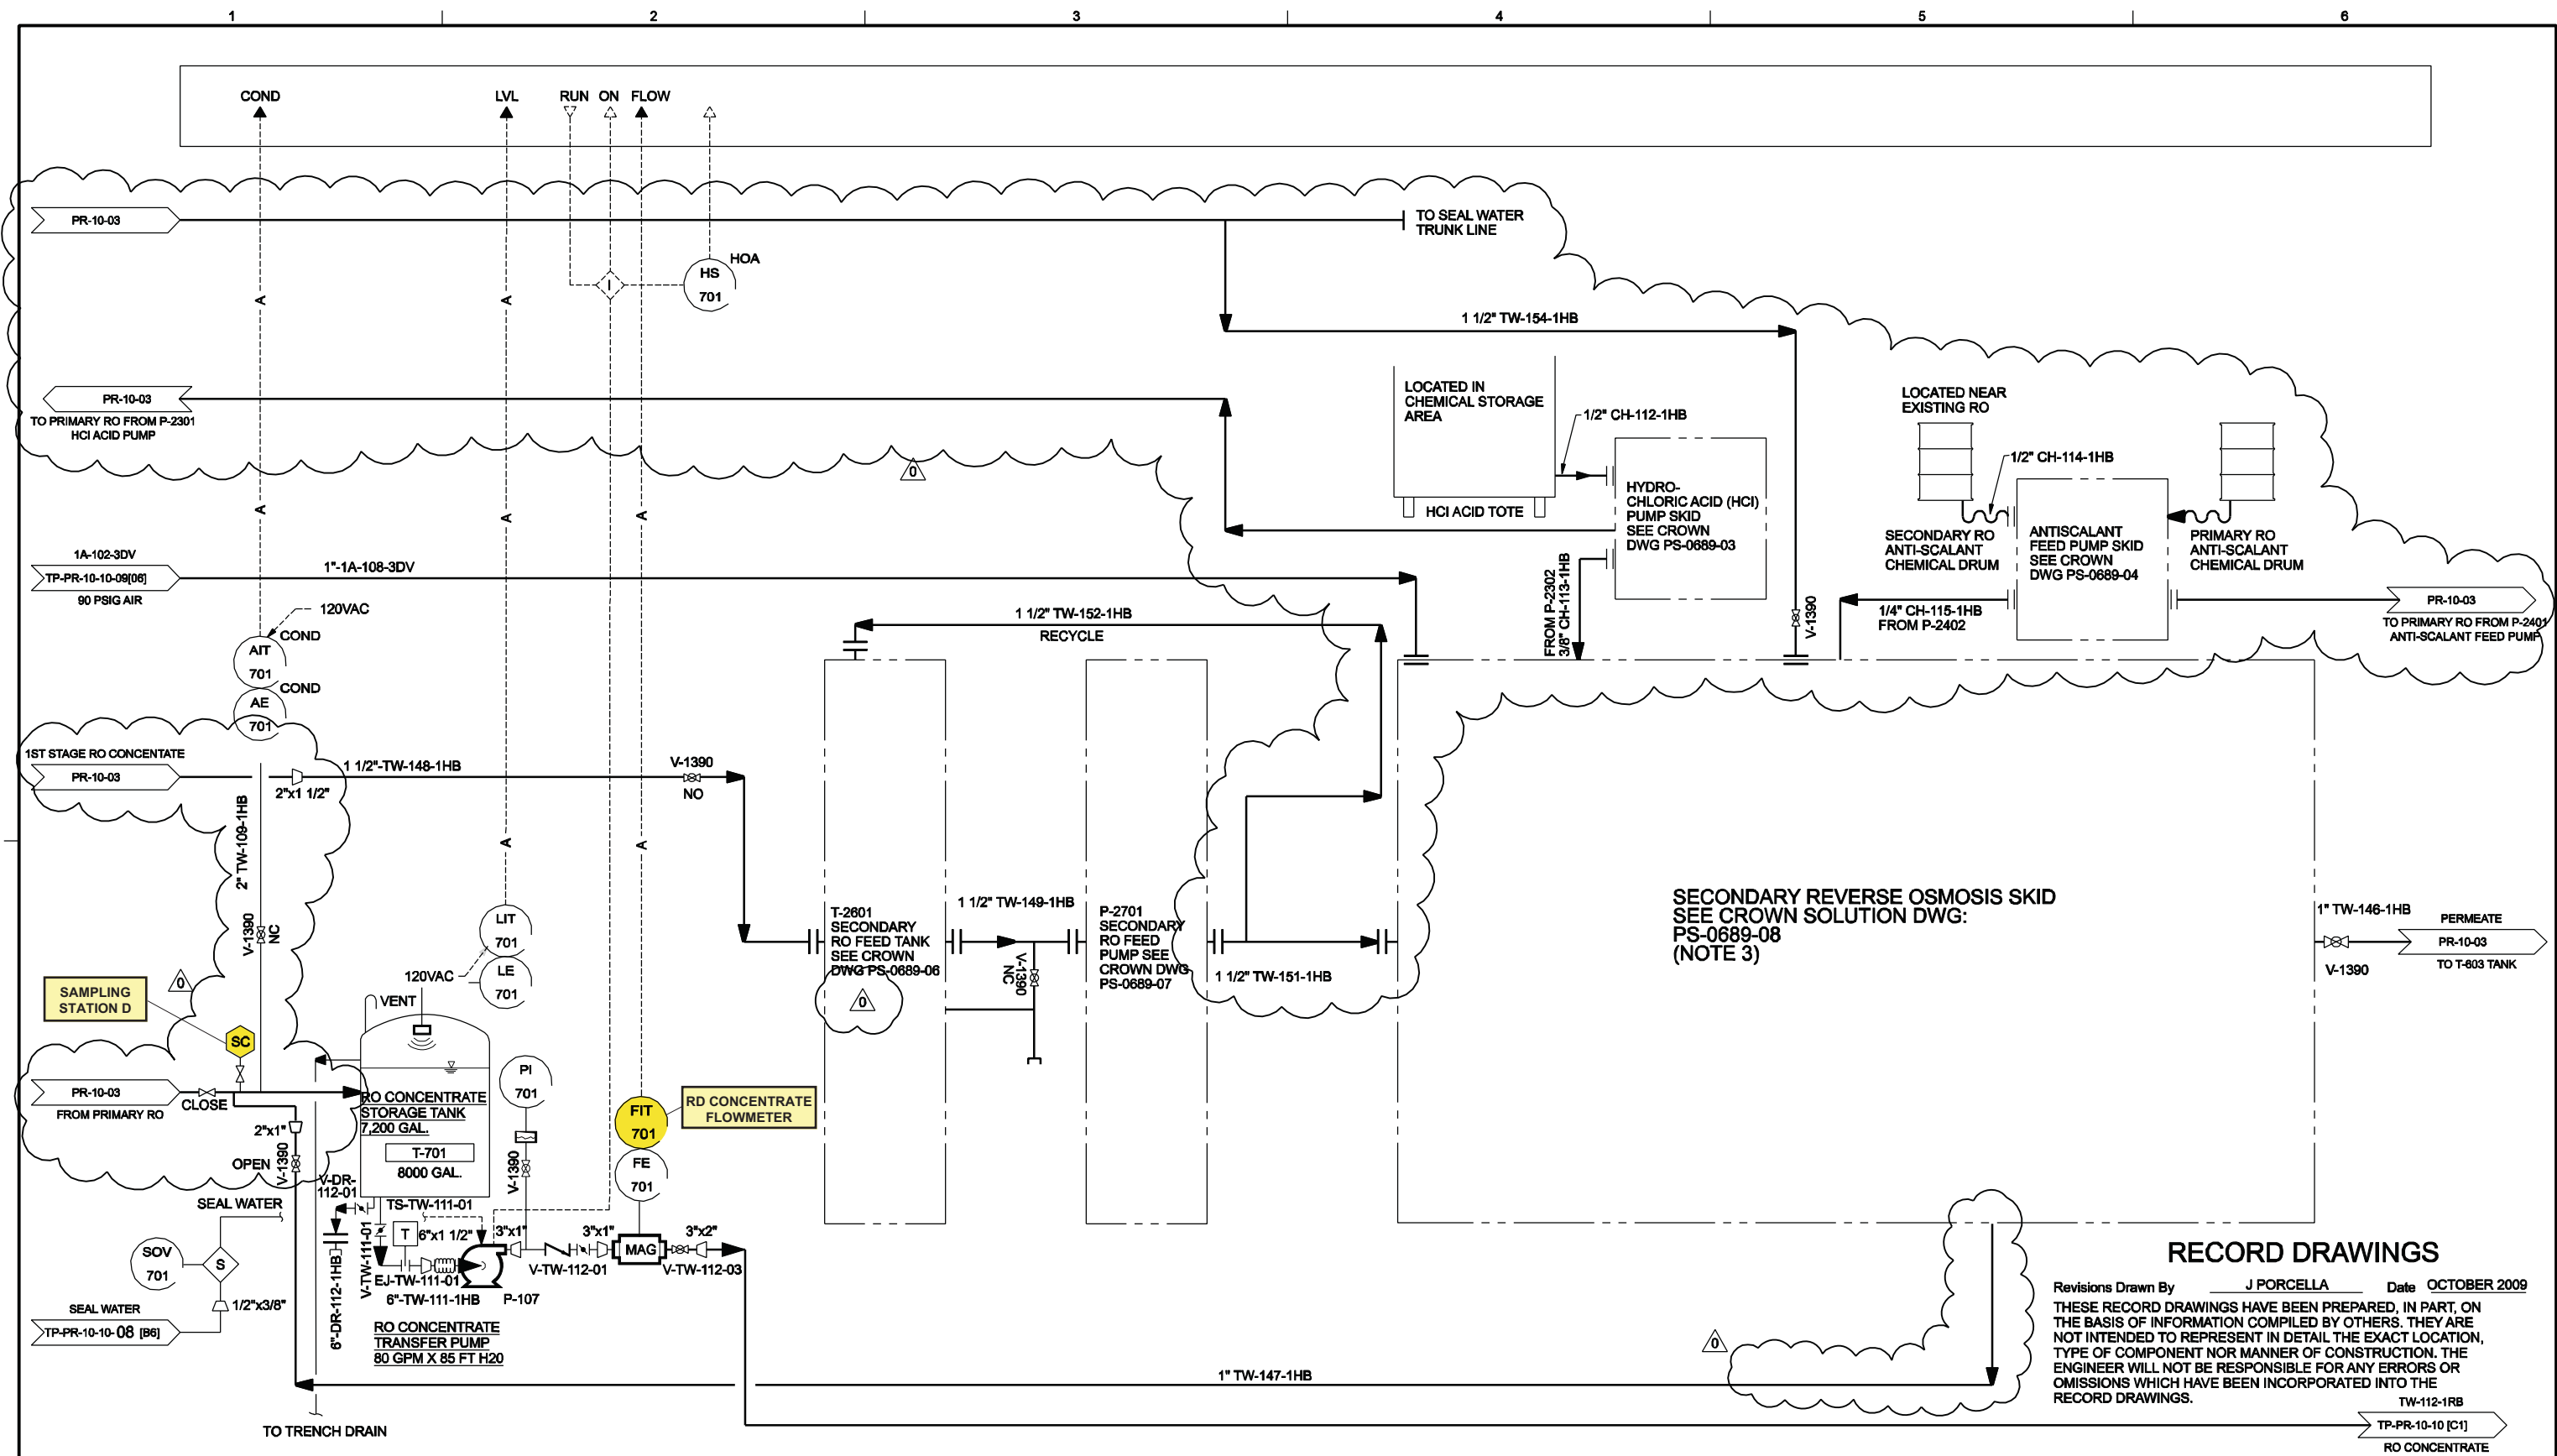 1
2
3
4
5
6
COND
LVL
RUN
ON
FLOW
PR-10-03
TO SEAL WATER
TRUNK LINE
HS
701
HOA
I
A
A
1 1/2" TW-154-1HB
PR-10-03
TO PRIMARY RO FROM P-2301
HCI ACID PUMP
LOCATED IN
CHEMICAL STORAGE
AREA
1/2" CH-112-1HB
HCI ACID TOTE
HYDRO-
CHLORIC ACID (HCI)
PUMP SKID
SEE CROWN
DWG PS-0689-03
LOCATED NEAR
EXISTING RO
1/2" CH-114-1HB
SECONDARY RO
ANTI-SCALANT
CHEMICAL DRUM
ANTISCALANT
FEED PUMP SKID
SEE CROWN
DWG PS-0689-04
PRIMARY RO
ANTI-SCALANT
CHEMICAL DRUM
0
A
A
A
1A-102-3DV
TP-PR-10-10-09[06]
90 PSIG AIR
1"-1A-108-3DV
FROM P-2302
3/8" CH-113-1HB
V-1390
1/4" CH-115-1HB
FROM P-2402
PR-10-03
TO PRIMARY RO FROM P-2401
ANTI-SCALANT FEED PUMP
120VAC
COND
AIT
701
COND
AE
701
1 1/2" TW-152-1HB
RECYCLE
1ST STAGE RO CONCENTATE
PR-10-03
2"x1 1/2"
1 1/2"-TW-148-1HB
V-1390
NO
2" TW-109-1HB
V-1390
NC
A
A
LIT
701
LE
701
120VAC
T-2601
SECONDARY
RO FEED TANK
SEE CROWN
DWG PS-0689-06
0
1 1/2" TW-149-1HB
V-1390
NC
P-2701
SECONDARY
RO FEED
PUMP SEE
CROWN DWG
PS-0689-07
1 1/2" TW-151-1HB
SECONDARY REVERSE OSMOSIS SKID
SEE CROWN SOLUTION DWG:
PS-0689-08
(NOTE 3)
1" TW-146-1HB
PERMEATE
PR-10-03
TO T-603 TANK
V-1390
SAMPLING
STATION D
0
SC
VENT
PR-10-03
FROM PRIMARY RO
CLOSE
RO CONCENTRATE
STORAGE TANK
7,200 GAL.
T-701
8000 GAL.
PI
701
V-1390
FIT
701
RD CONCENTRATE
FLOWMETER
FE
701
2"x1"
OPEN
V-1390
V-DR-
112-01
SEAL WATER
SOV
701
S
1/2"x3/8"
SEAL WATER
TP-PR-10-10-08 [B6]
TS-TW-111-01
V-TW-111-01
T
6"x1 1/2"
3"x1"
3"x1"
MAG
3"x2"
EJ-TW-111-01
V-TW-112-01
V-TW-112-03
6"-TW-111-1HB
P-107
6"-DR-112-1HB
RO CONCENTRATE
TRANSFER PUMP
80 GPM X 85 FT H20
TO TRENCH DRAIN
1" TW-147-1HB
0
RECORD DRAWINGS
Revisions Drawn By J PORCELLA Date OCTOBER 2009
THESE RECORD DRAWINGS HAVE BEEN PREPARED, IN PART, ON
THE BASIS OF INFORMATION COMPILED BY OTHERS. THEY ARE
NOT INTENDED TO REPRESENT IN DETAIL THE EXACT LOCATION,
TYPE OF COMPONENT NOR MANNER OF CONSTRUCTION. THE
ENGINEER WILL NOT BE RESPONSIBLE FOR ANY ERRORS OR
OMISSIONS WHICH HAVE BEEN INCORPORATED INTO THE
RECORD DRAWINGS.
TW-112-1RB
TP-PR-10-10 [C1]
RO CONCENTRATE